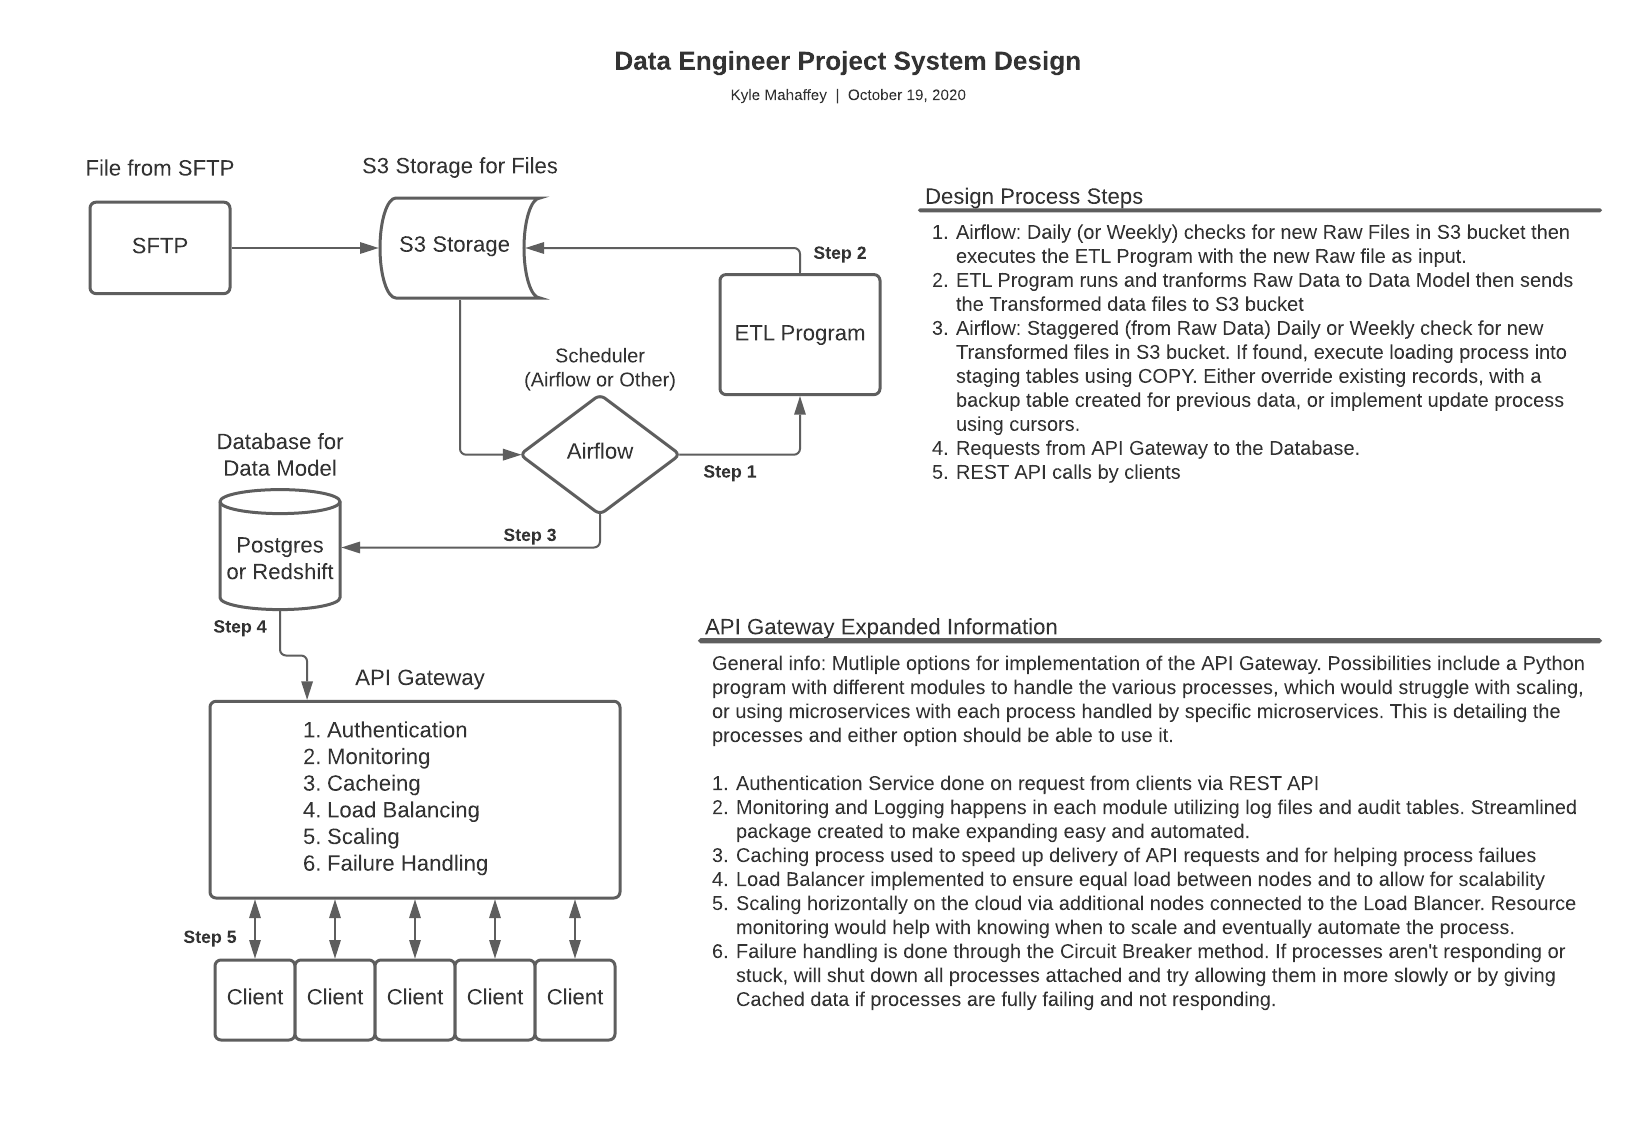 Data Engineer Project System Design
Kyle Mahaffey | October 19, 2020
File from SFTP
S3 Storage for Files
SFTP
S3 Storage
Step 2
ETL Program
Scheduler
(Airflow or Other)
Airflow
Step 1
Database for
Data Model
Step 3
Postgres
or Redshift
Step 4
API Gateway
1. Authentication
2. Monitoring
3. Cacheing
4. Load Balancing
5. Scaling
6. Failure Handling
Step 5
Client Client Client Client Client
Design Process Steps
1. Airflow: Daily (or Weekly) checks for new Raw Files in S3 bucket then
executes the ETL Program with the new Raw file as input.
2. ETL Program runs and tranforms Raw Data to Data Model then sends
the Transformed data files to S3 bucket
3. Airflow: Staggered (from Raw Data) Daily or Weekly check for new
Transformed files in S3 bucket. If found, execute loading process into
staging tables using COPY. Either override existing records, with a
backup table created for previous data, or implement update process
using cursors.
4. Requests from API Gateway to the Database.
5. REST API calls by clients
API Gateway Expanded Information
General info: Mutliple options for implementation of the API Gateway. Possibilities include a Python
program with different modules to handle the various processes, which would struggle with scaling,
or using microservices with each process handled by specific microservices. This is detailing the
processes and either option should be able to use it.
1. Authentication Service done on request from clients via REST API
2. Monitoring and Logging happens in each module utilizing log files and audit tables. Streamlined
package created to make expanding easy and automated.
3. Caching process used to speed up delivery of API requests and for helping process failues
4. Load Balancer implemented to ensure equal load between nodes and to allow for scalability
5. Scaling horizontally on the cloud via additional nodes connected to the Load Blancer. Resource
monitoring would help with knowing when to scale and eventually automate the process.
6. Failure handling is done through the Circuit Breaker method. If processes aren't responding or
stuck, will shut down all processes attached and try allowing them in more slowly or by giving
Cached data if processes are fully failing and not responding.